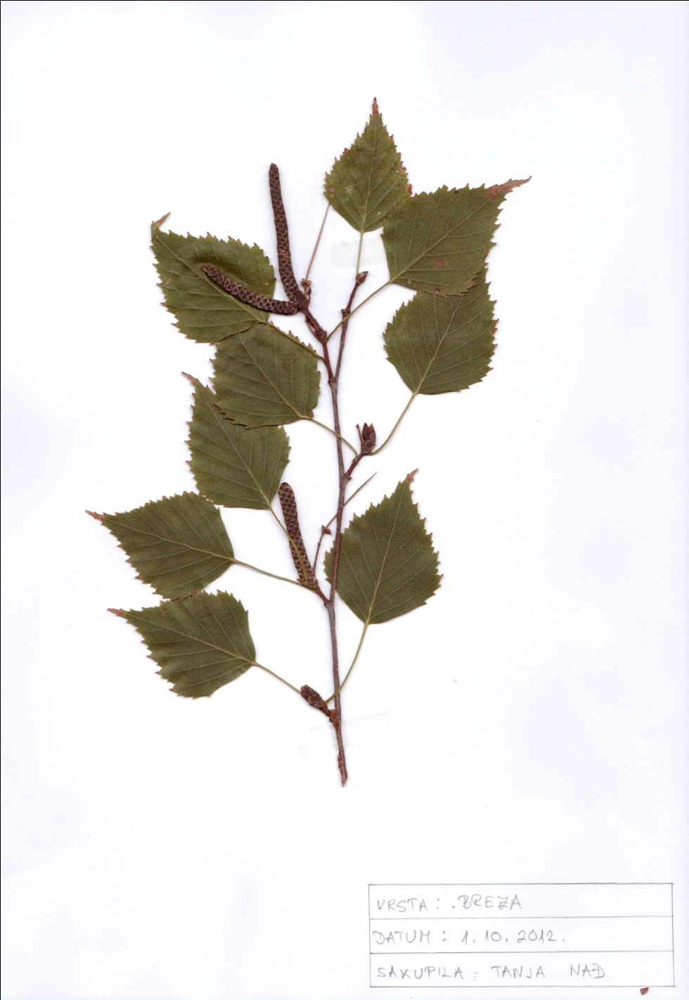 VRSTA: .BREZA
DATUM: 1.10.2012.
SAKUPILA: TANJA NAĐ